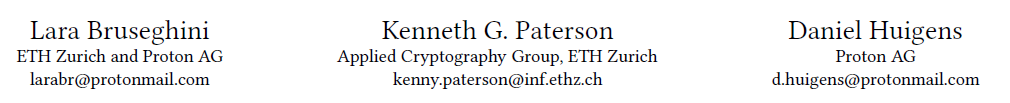 Lara Bruseghini
ETH Zurich and Proton AG
larabr@protonmail.com
Kenneth G. Paterson
Applied Cryptography Group, ETH Zurich
kenny.paterson@inf.ethz.ch
Daniel Huigens
Proton AG
d.huigens@protonmail.com